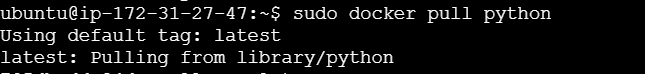 ubuntu@ip-172-31-27-47:~$ sudo docker pull python
Using default tag: latest
latest: Pulling from library/python